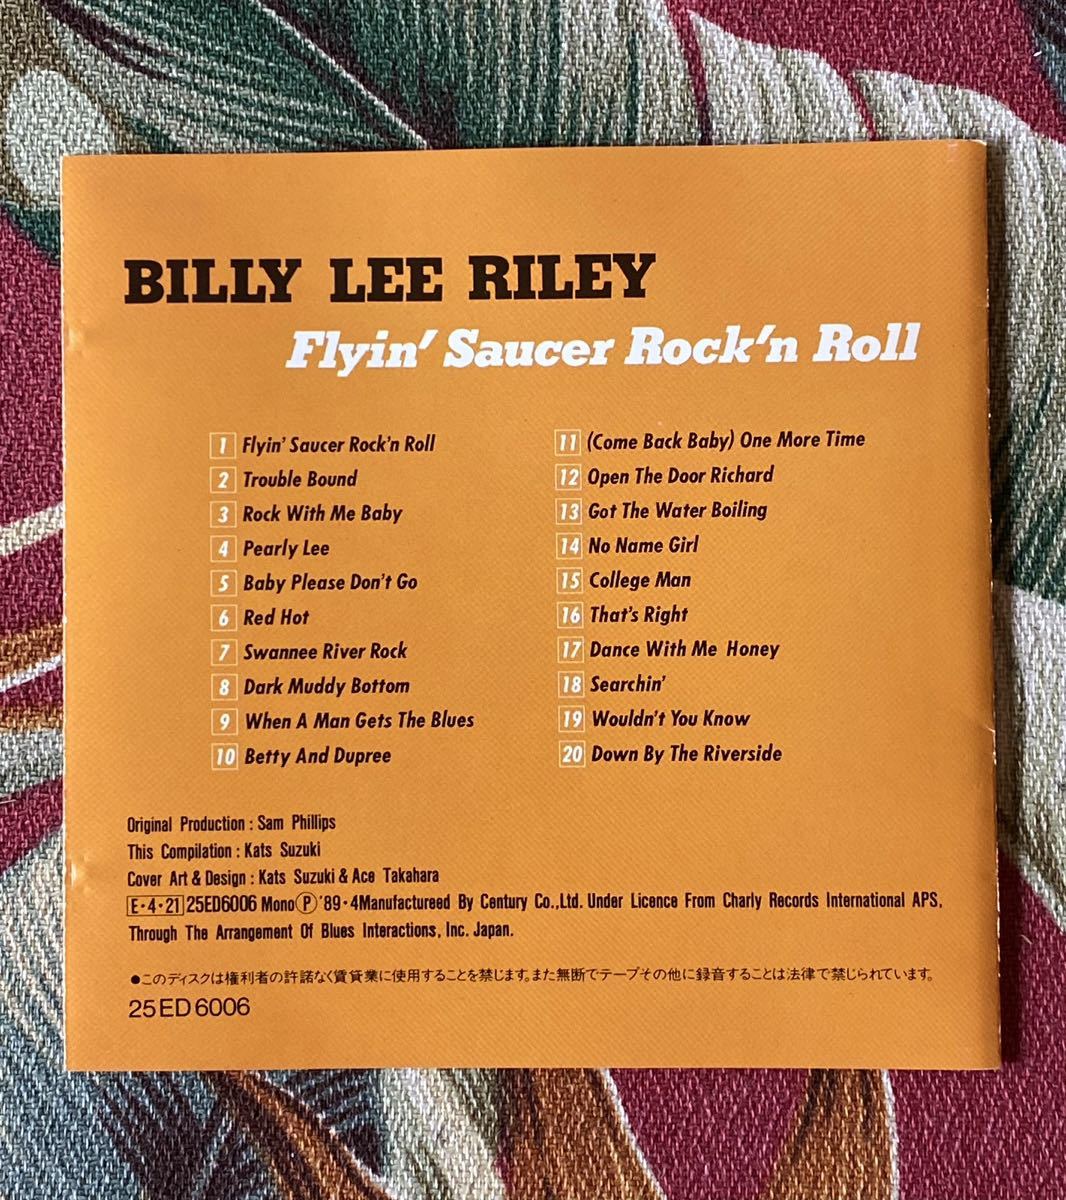 BILLY LEE RILEY
Flyin' Saucer Rock'n Roll
1 Flyin' Saucer Rock'n Roll
2 Trouble Bound
3 Rock With Me Baby
4 Pearly Lee
5 Baby Please Don't Go
6 Red Hot
7 Swannee River Rock
8 Dark Muddy Bottom
9 When A Man Gets The Blues
10 Betty And Dupree
11 (Come Back Baby) One More Time
12 Open The Door Richard
13 Got The Water Boiling
14 No Name Girl
15 College Man
16 That's Right
17 Dance With Me Honey
18 Searchin'
19 Wouldn't You Know
20 Down By The Riverside
Original Production : Sam Phillips
This Compilation : Kats Suzuki
Cover Art & Design : Kats Suzuki & Ace Takahara
E・4・21 25ED6006 Mono Ⓟ '89・4 Manufactureed By Century Co.,Ltd. Under Licence From Charly Records International APS,
Through The Arrangement Of Blues Interactions, Inc. Japan.
●このディスクは権利者の許諾なく賃貸業に使用することを禁じます。また無断でテープその他に録音することは法律で禁じられています。
25ED6006